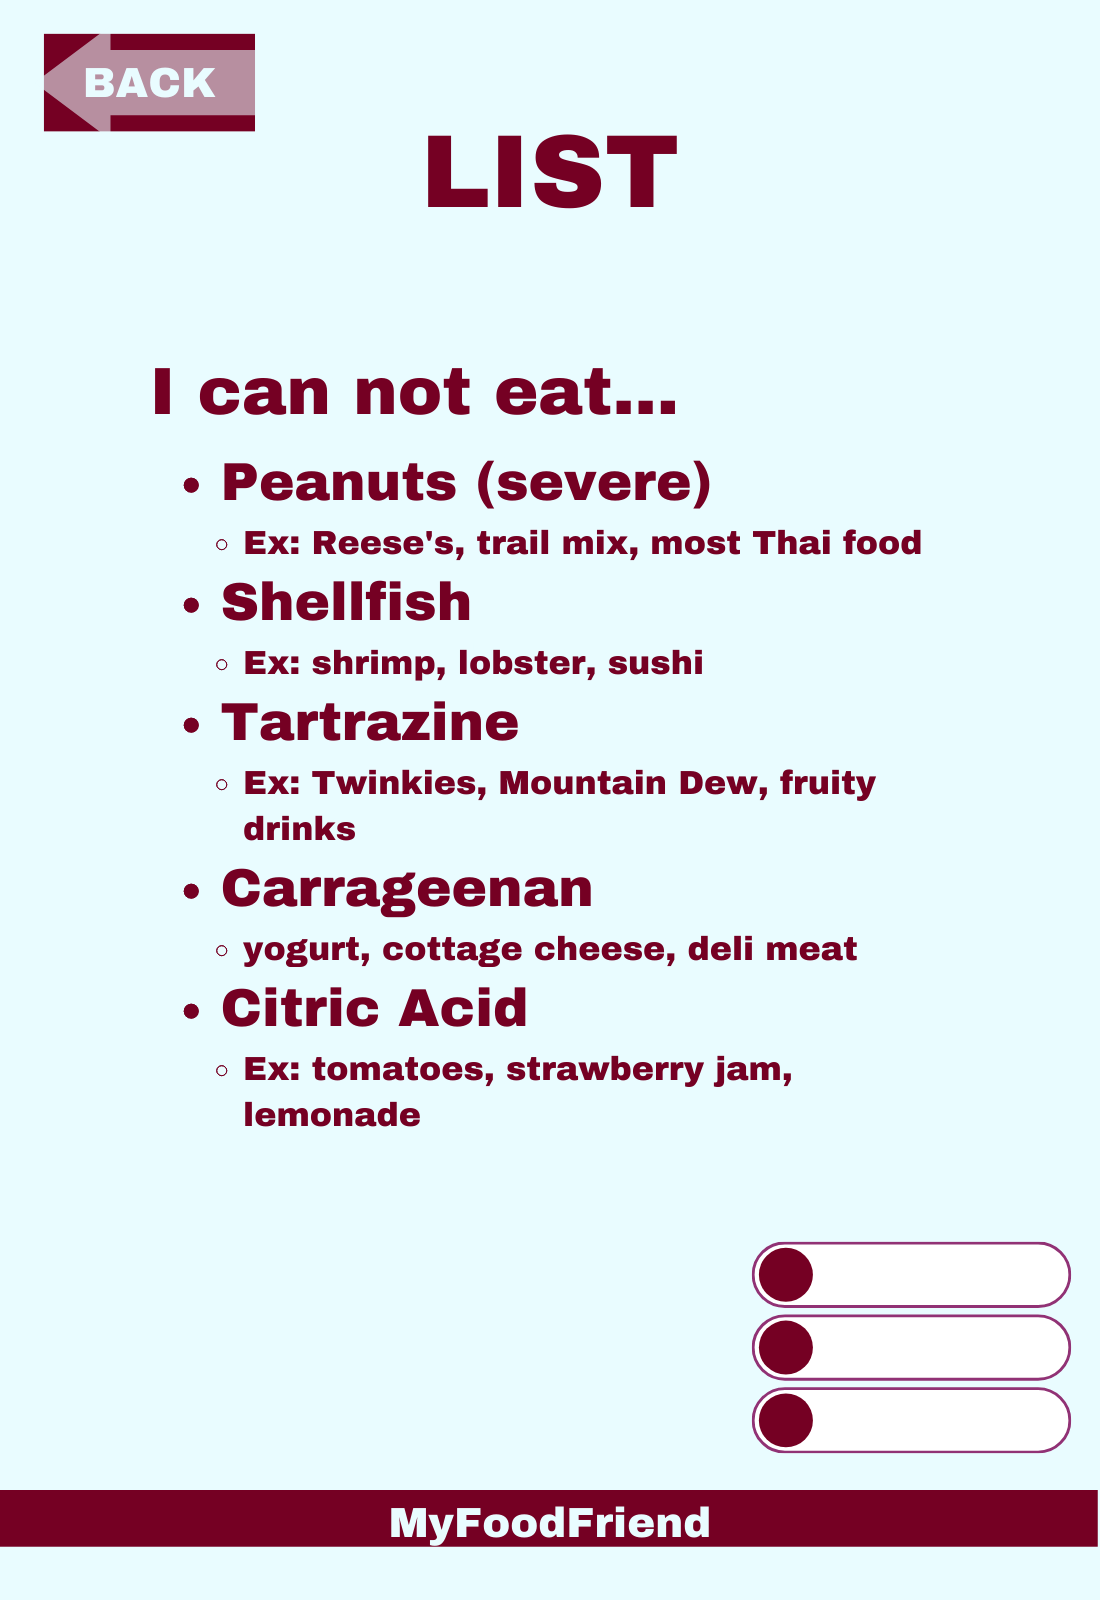 BACK
LIST
I can not eat...
• Peanuts (severe)
◦ Ex: Reese's, trail mix, most Thai food
• Shellfish
◦ Ex: shrimp, lobster, sushi
• Tartrazine
◦ Ex: Twinkies, Mountain Dew, fruity
drinks
• Carrageenan
◦ yogurt, cottage cheese, deli meat
• Citric Acid
◦ Ex: tomatoes, strawberry jam,
lemonade
MyFoodFriend